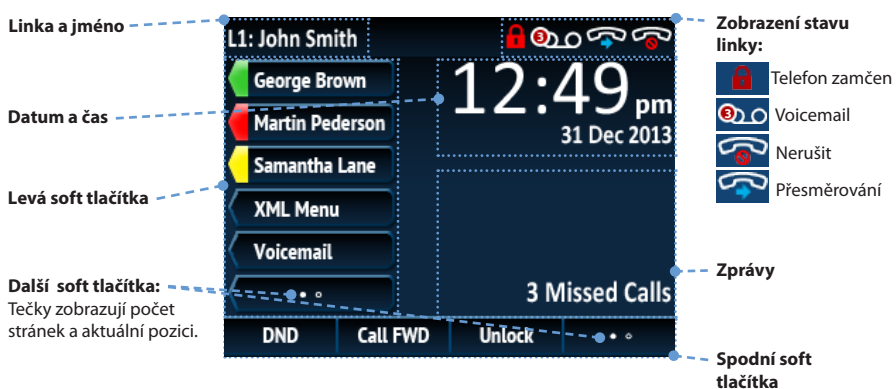 Linka a jméno
Datum a čas
Levá soft tlačítka
Další soft tlačítka:
Tečky zobrazují počet
stránek a aktuální pozici.
L1: John Smith
3
George Brown
Martin Pederson
Samantha Lane
XML Menu
Voicemail
12:49 pm
31 Dec 2013
3 Missed Calls
DND Call FWD Unlock
Zobrazení stavu
linky:
Telefon zamčen
3 Voicemail
Nerušit
Přesměrování
Zprávy
Spodní soft
tlačítka